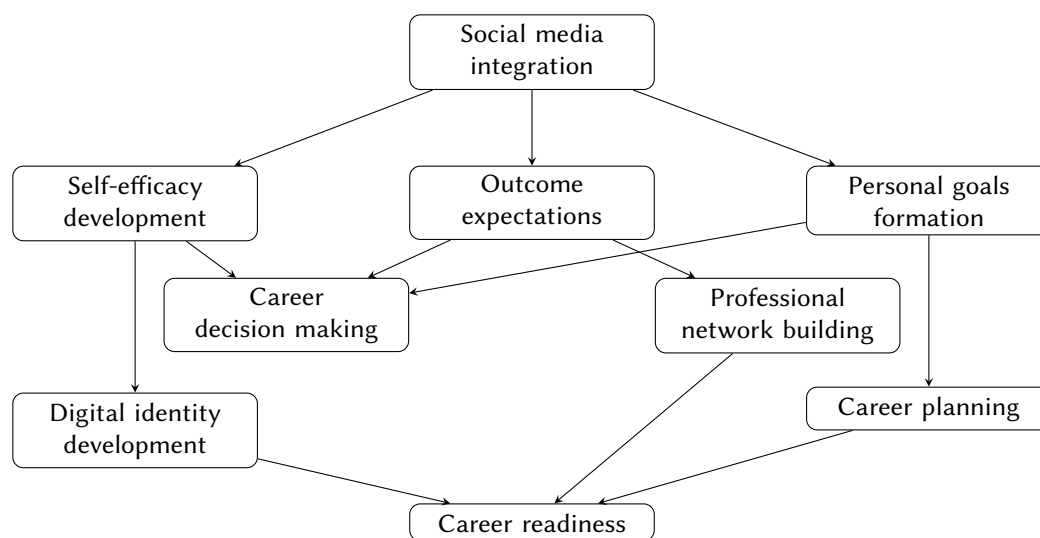 Social media
integration
Self-efficacy
development
Outcome
expectations
Personal goals
formation
Career
decision making
Professional
network building
Digital identity
development
Career planning
Career readiness